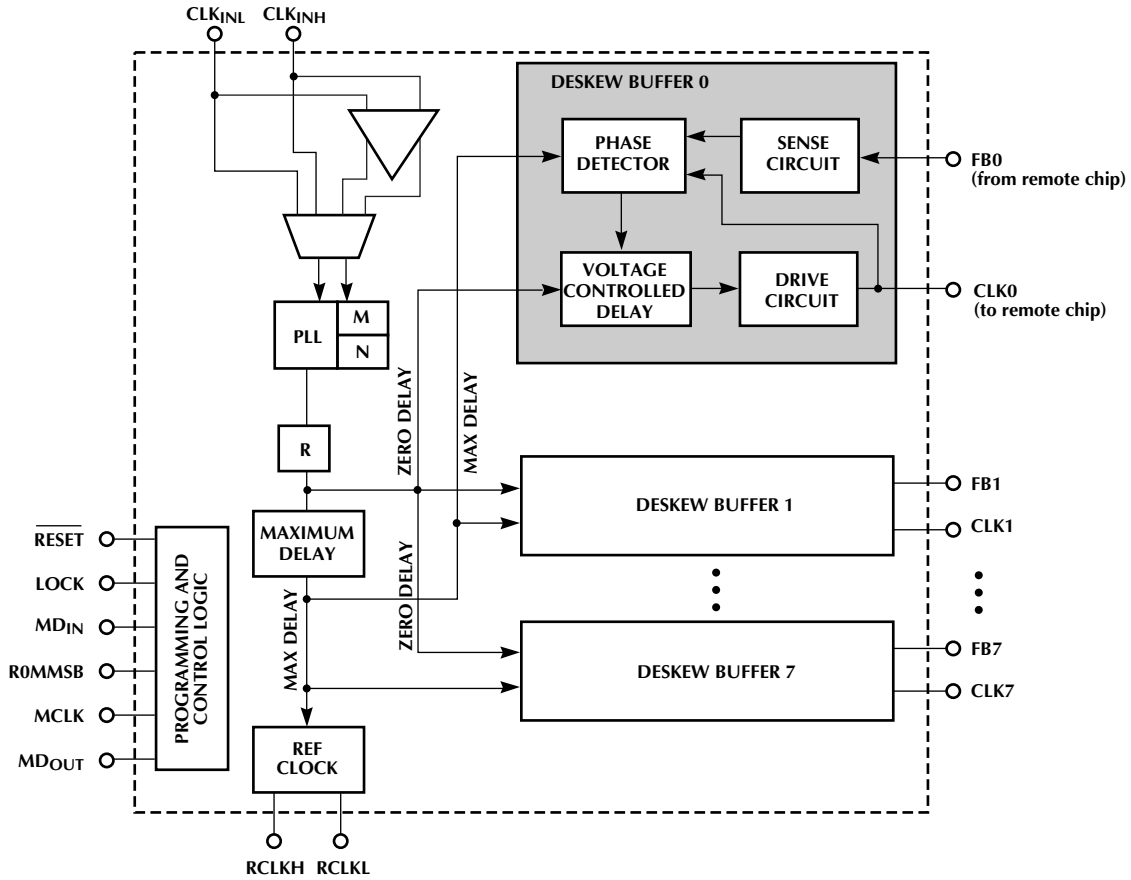 CLKINL
CLKINH
DESKEW BUFFER 0
PHASE
DETECTOR
SENSE
CIRCUIT
FB0
(from remote chip)
VOLTAGE
CONTROLLED
DELAY
DRIVE
CIRCUIT
CLK0
(to remote chip)
PLL
M
N
R
ZERO DELAY
MAX DELAY
DESKEW BUFFER 1
FB1
CLK1
MAXIMUM
DELAY
MAX DELAY
ZERO DELAY
DESKEW BUFFER 7
FB7
CLK7
RESET
LOCK
MDIN
R0MMSB
MCLK
MDOUT
PROGRAMMING AND
CONTROL LOGIC
REF
CLOCK
RCLKH
RCLKL